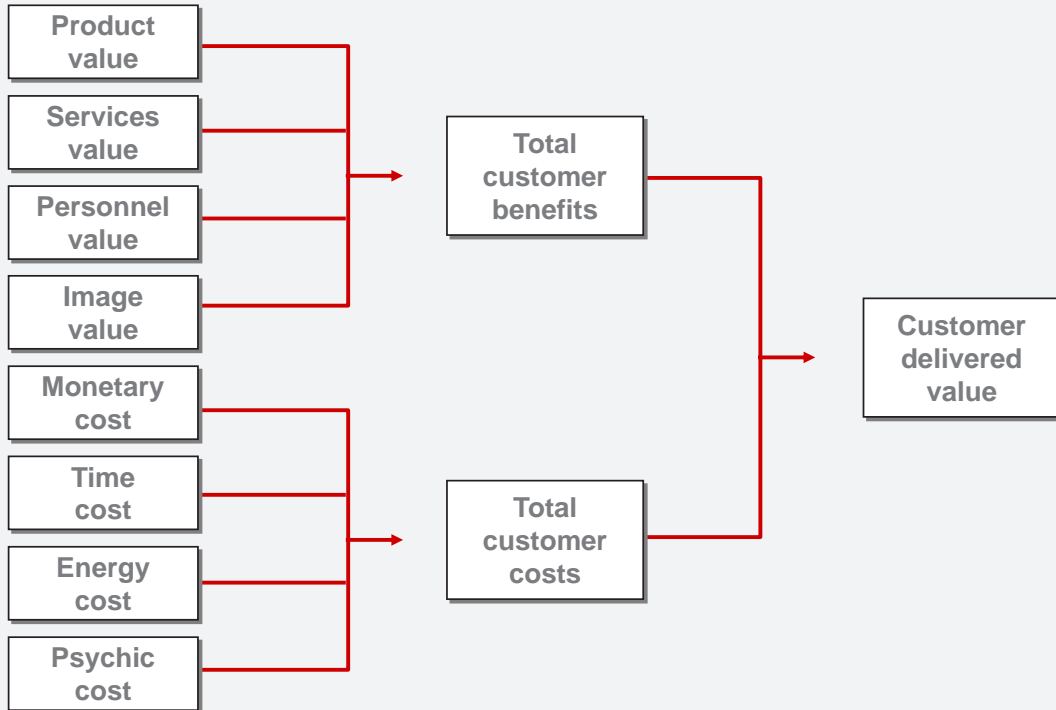 Product
value
Services
value
Personnel
value
Image
value
Monetary
cost
Time
cost
Energy
cost
Psychic
cost
Total
customer
benefits
Total
customer
costs
Customer
delivered
value